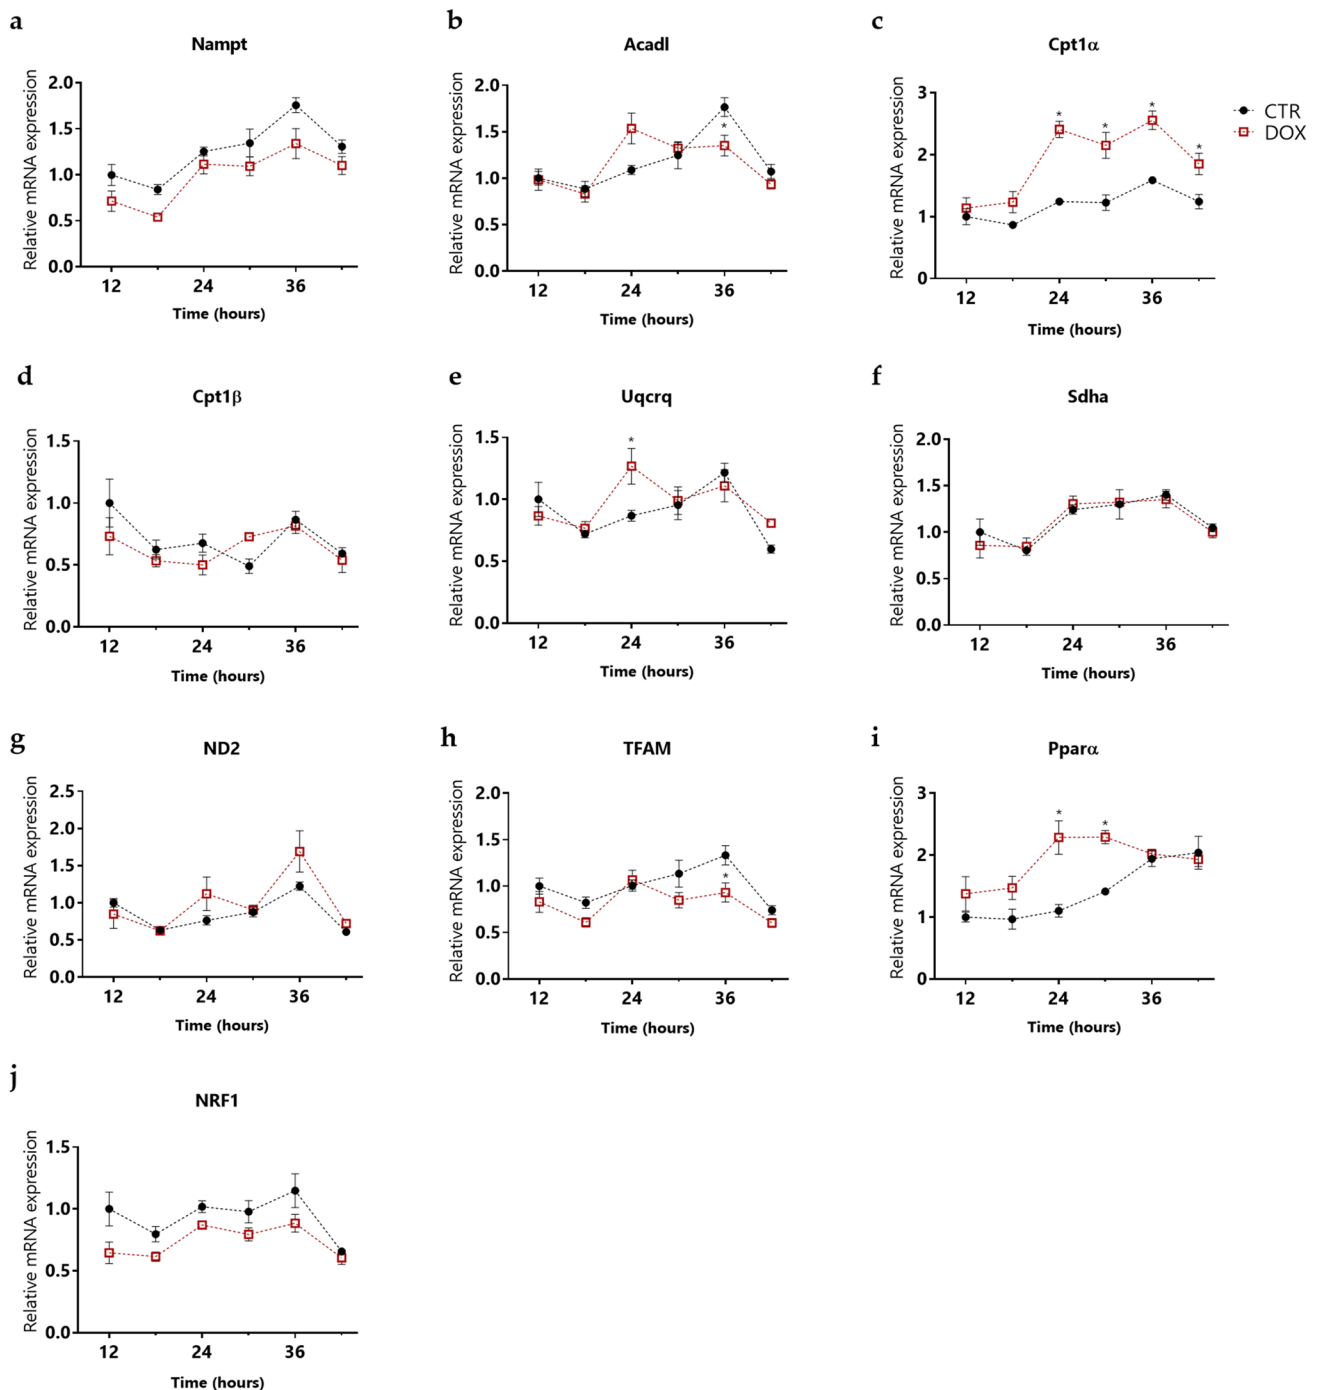 a
Nampt
Relative mRNA expression
2.0
1.5
1.0
0.5
0.0
12 24 36
Time (hours)
b
Acadl
Relative mRNA expression
2.0
*
1.5
1.0
0.5
0.0
12 24 36
Time (hours)
c
Cpt1α
Relative mRNA expression
3
* * * *
2
1
0
12 24 36
Time (hours)
CTR
DOX
d
Cpt1β
Relative mRNA expression
1.5
1.0
0.5
0.0
12 24 36
Time (hours)
e
Uqcrq
Relative mRNA expression
1.5
*
1.0
0.5
0.0
12 24 36
Time (hours)
f
Sdha
Relative mRNA expression
2.0
1.5
1.0
0.5
0.0
12 24 36
Time (hours)
g
ND2
Relative mRNA expression
2.5
2.0
1.5
1.0
0.5
0.0
12 24 36
Time (hours)
h
TFAM
Relative mRNA expression
2.0
1.5
*
1.0
0.5
0.0
12 24 36
Time (hours)
i
Pparα
Relative mRNA expression
3
* *
2
1
0
12 24 36
Time (hours)
j
NRF1
Relative mRNA expression
1.5
1.0
0.5
0.0
12 24 36
Time (hours)